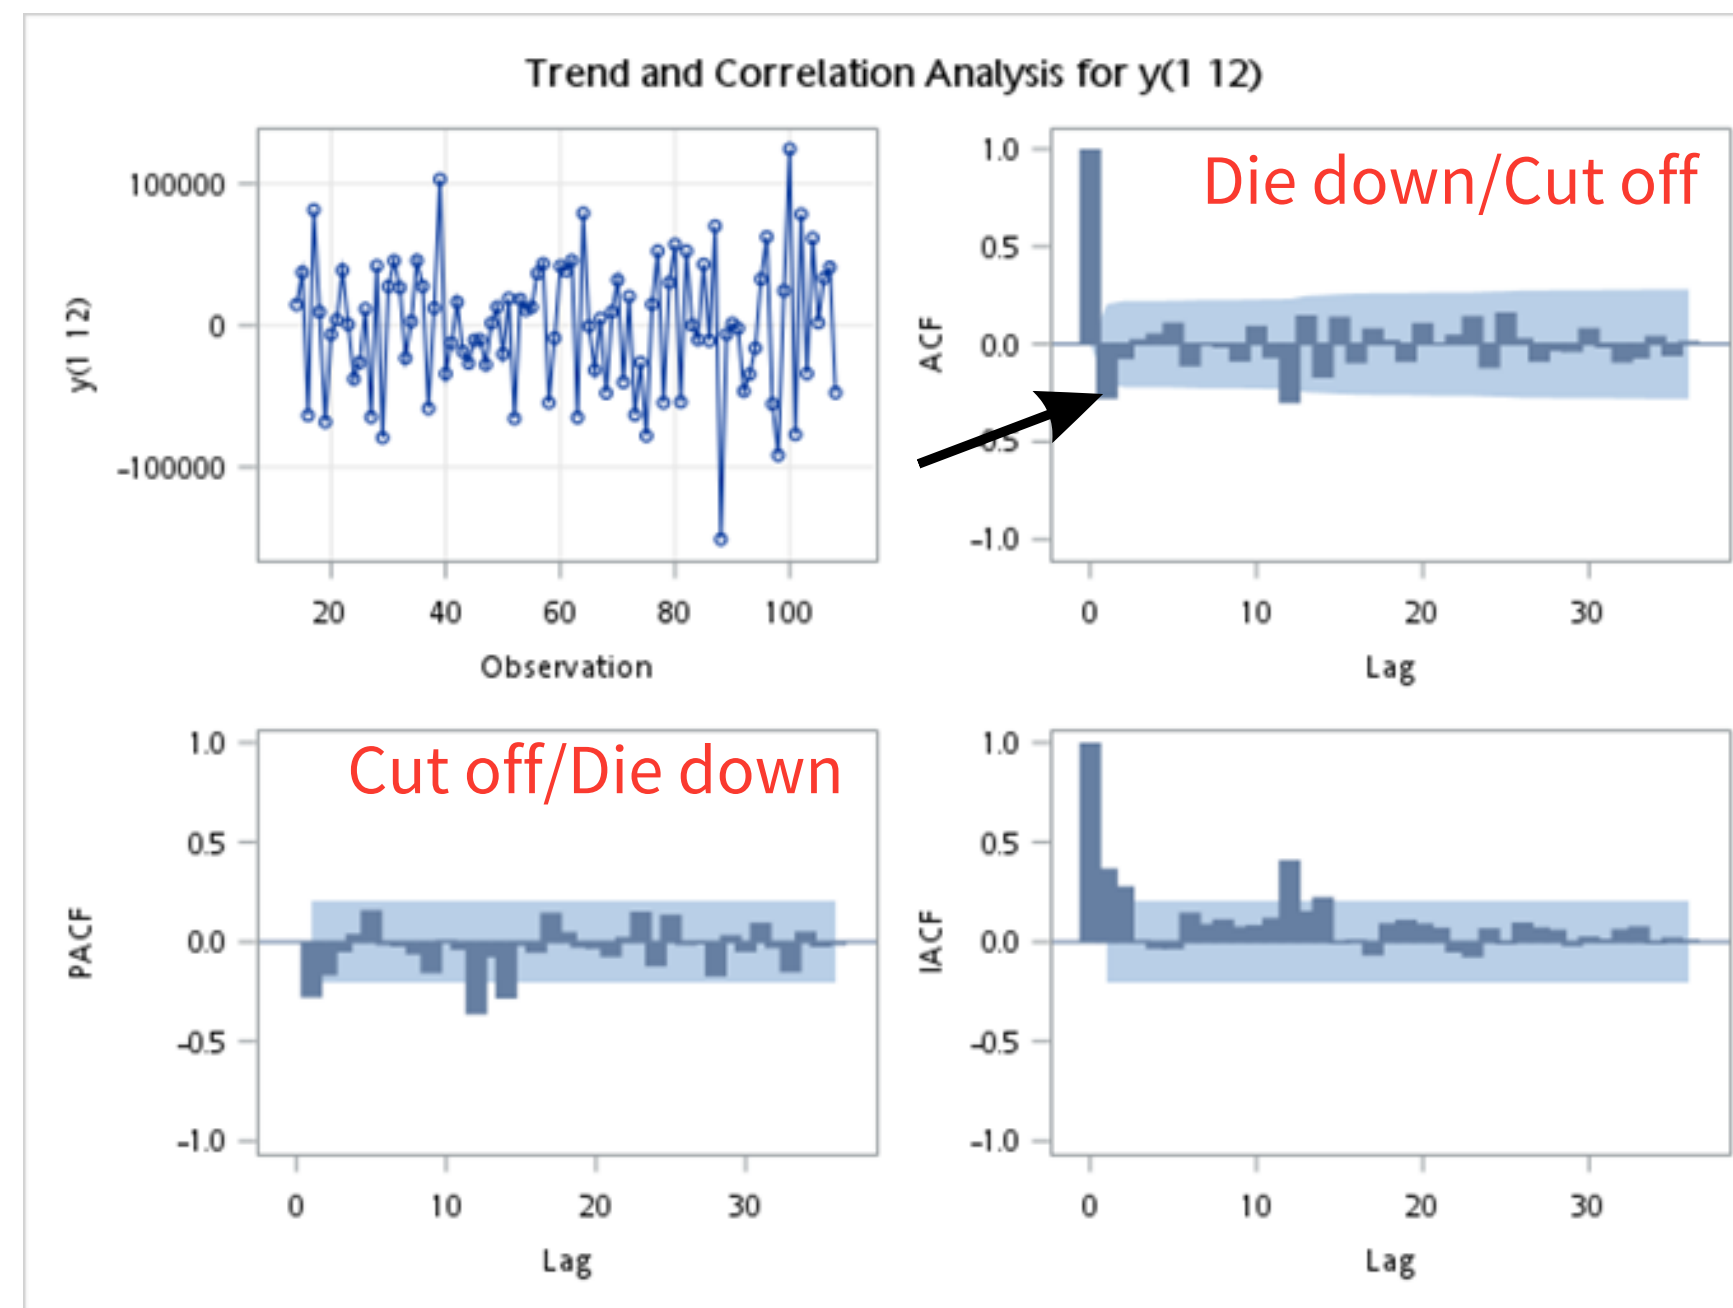 Trend and Correlation Analysis for y(1 12)
100000
0
-100000
y(1 12)
20 40 60 80 100
Observation
Die down/Cut off
1.0
0.5
0.0
-0.5
-1.0
ACF
0 10 20 30
Lag
Cut off/Die down
1.0
0.5
0.0
-0.5
-1.0
PACF
0 10 20 30
Lag
1.0
0.5
0.0
-0.5
-1.0
IACF
0 10 20 30
Lag